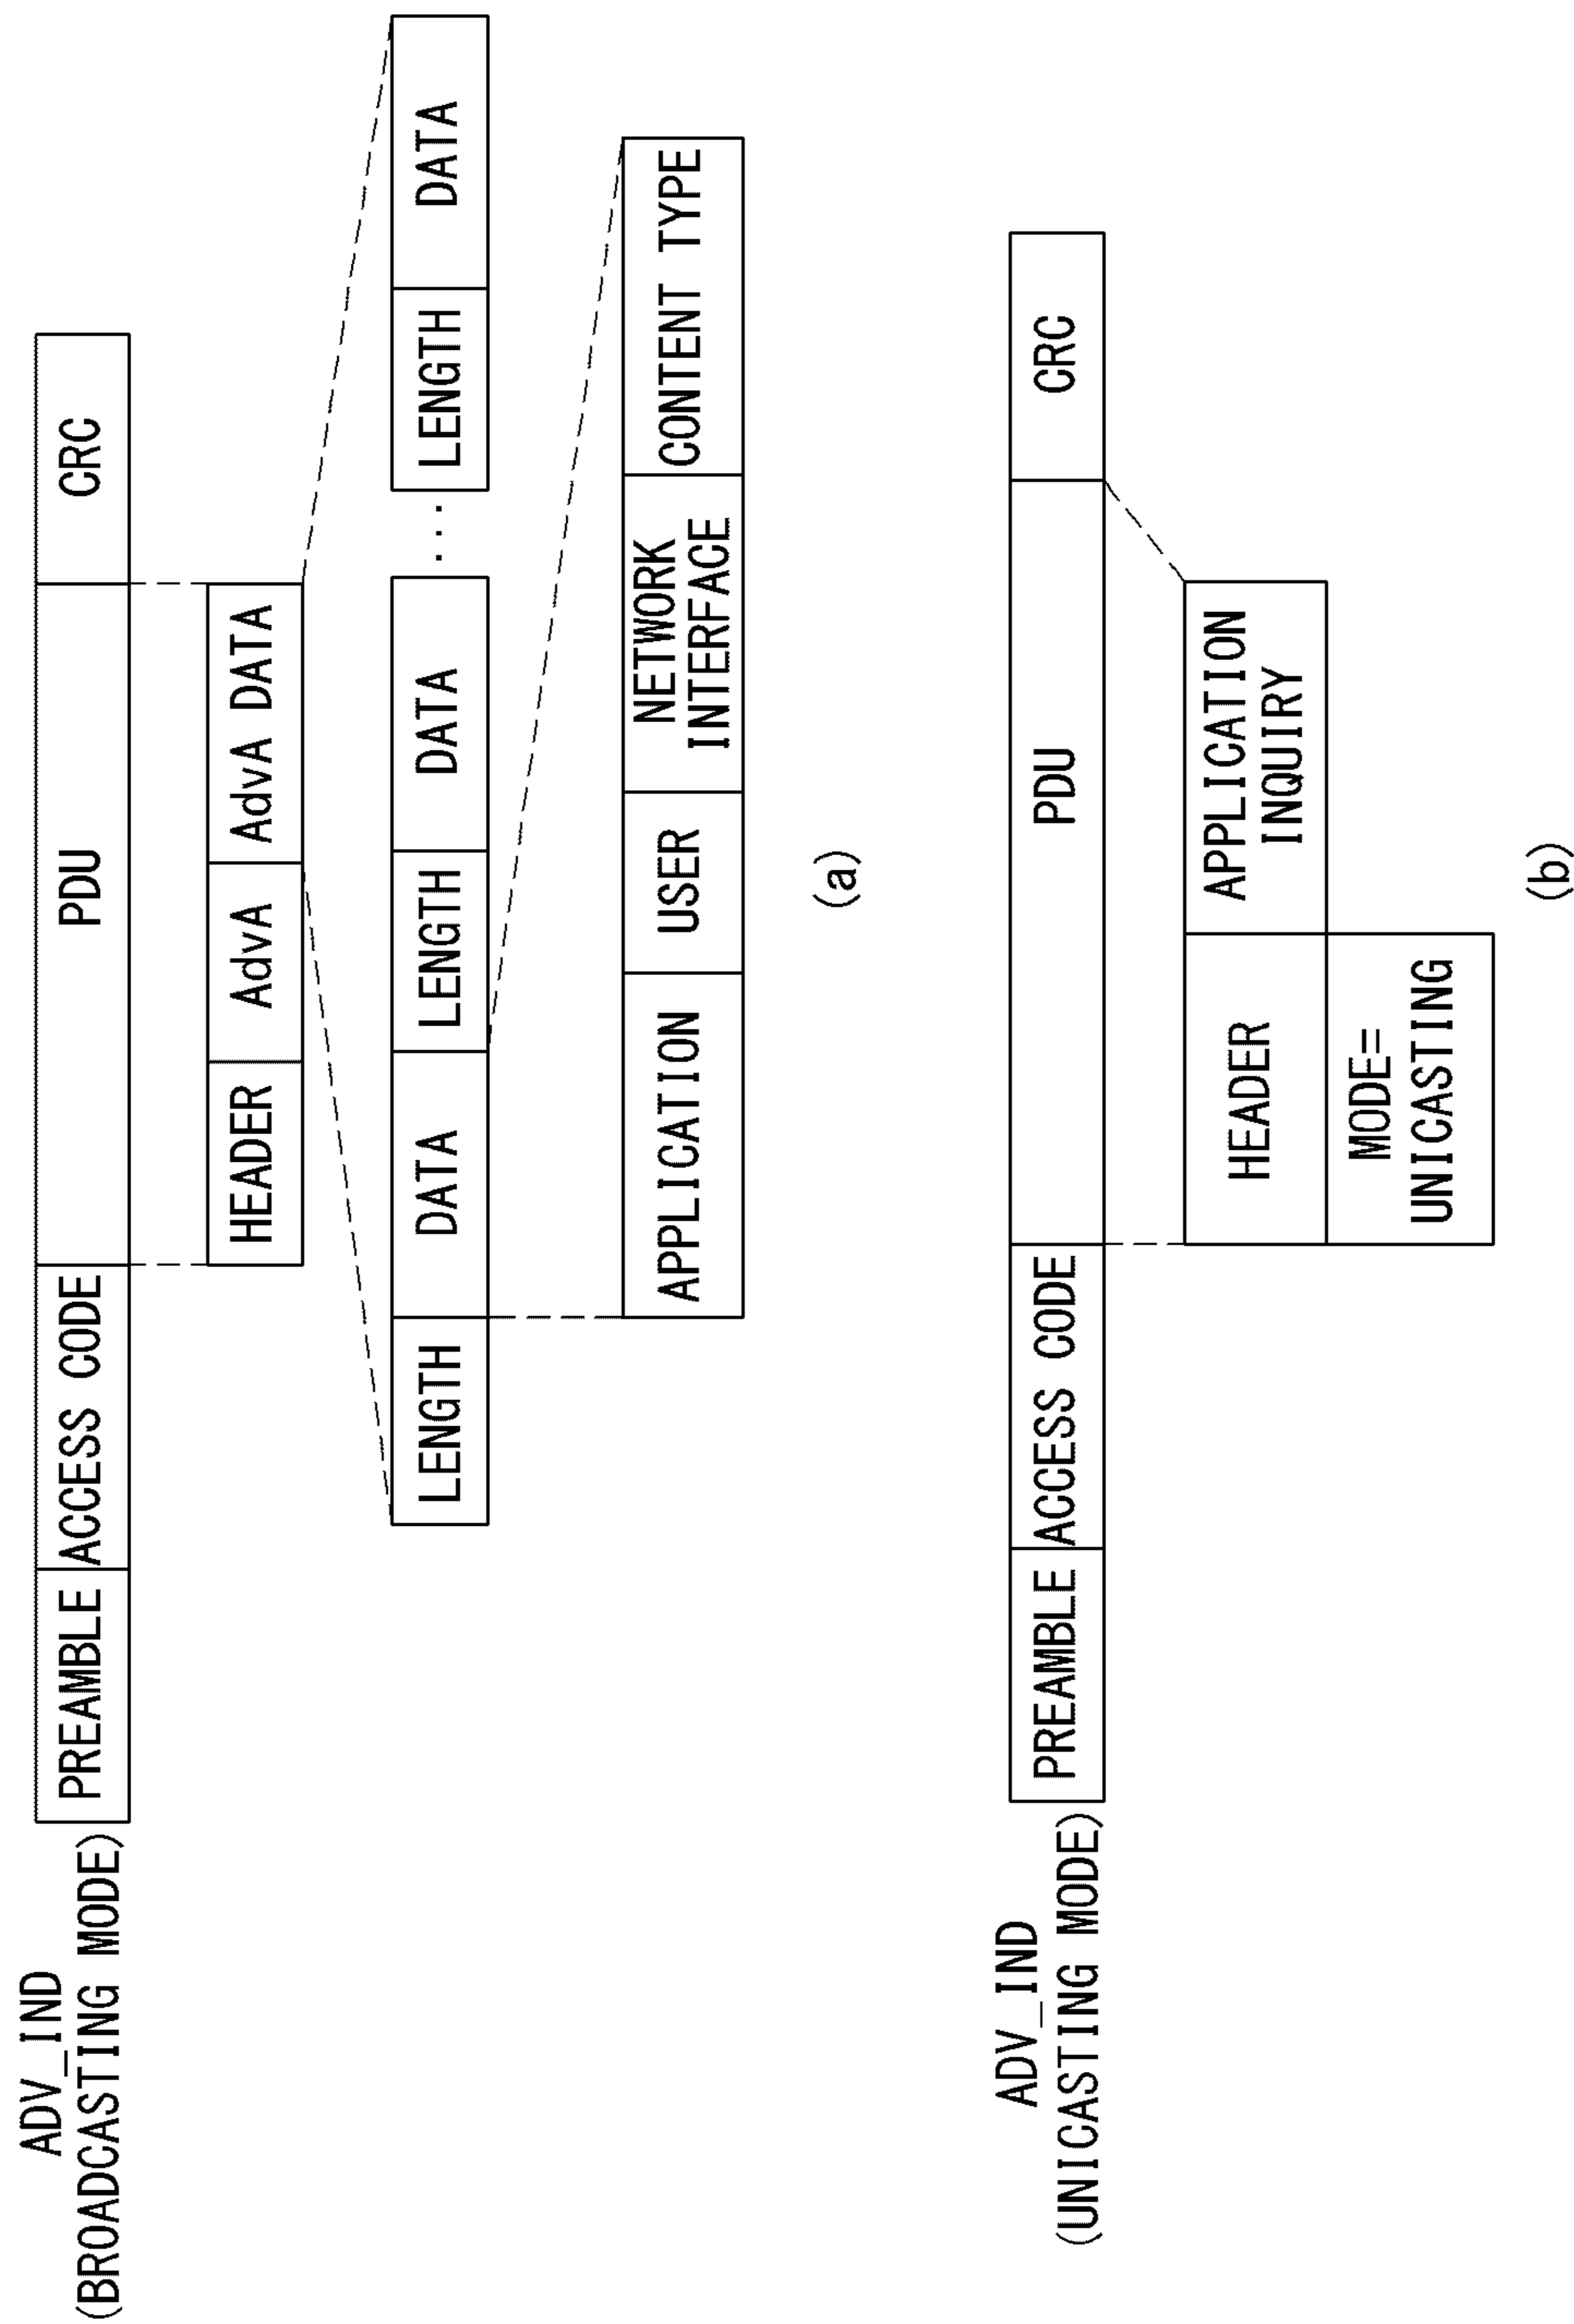 ADV_IND
(BROADCASTING MODE)
PREAMBLE ACCESS CODE PDU CRC
HEADER AdvA AdvA DATA
LENGTH DATA LENGTH DATA ... LENGTH DATA
APPLICATION USER NETWORK INTERFACE CONTENT TYPE
(a)
ADV_IND
(UNICASTING MODE)
PREAMBLE ACCESS CODE PDU CRC
HEADER APPLICATION INQUIRY
MODE=
UNICASTING
(b)